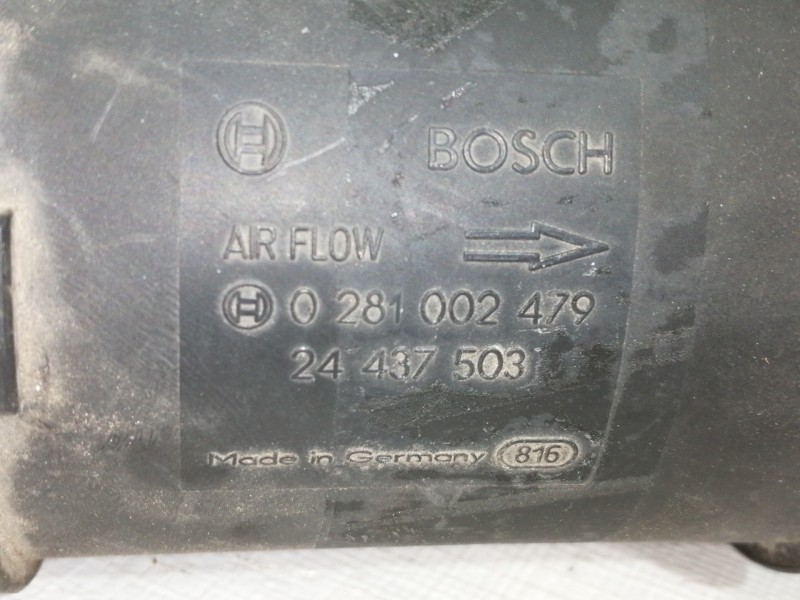 BOSCH
AIR FLOW
0 281 002 479
24 437 503
Made in Germany 816